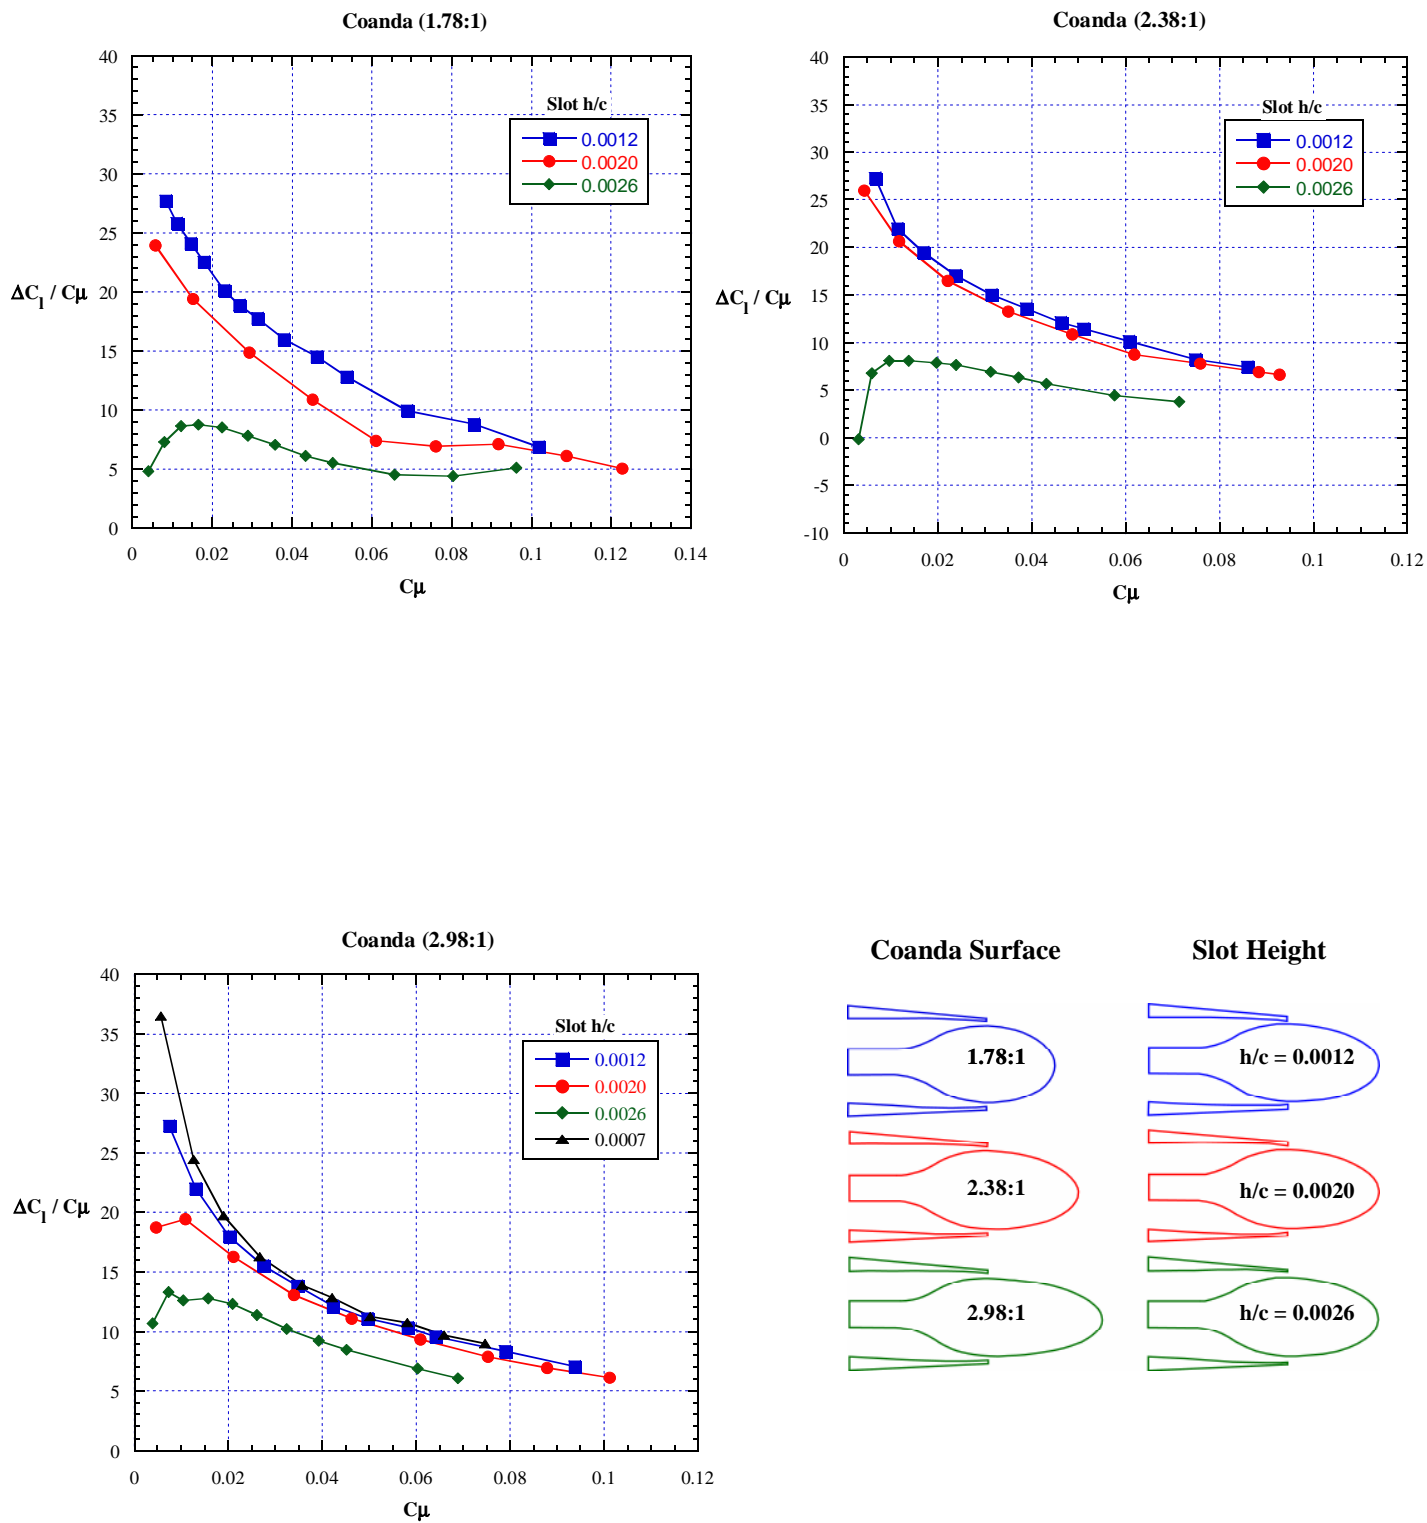 Coanda (1.78:1)
40
35
30
25
20
15
10
5
0
ΔCl / Cμ
Slot h/c
0.0012
0.0020
0.0026
0 0.02 0.04 0.06 0.08 0.1 0.12 0.14
Cμ
Coanda (2.38:1)
40
35
30
25
20
15
10
5
0
-5
-10
ΔCl / Cμ
Slot h/c
0.0012
0.0020
0.0026
0 0.02 0.04 0.06 0.08 0.1 0.12
Cμ
Coanda (2.98:1)
40
35
30
25
20
15
10
5
0
ΔCl / Cμ
Slot h/c
0.0012
0.0020
0.0026
0.0007
0 0.02 0.04 0.06 0.08 0.1 0.12
Cμ
Coanda Surface Slot Height
1.78:1 h/c = 0.0012
2.38:1 h/c = 0.0020
2.98:1 h/c = 0.0026